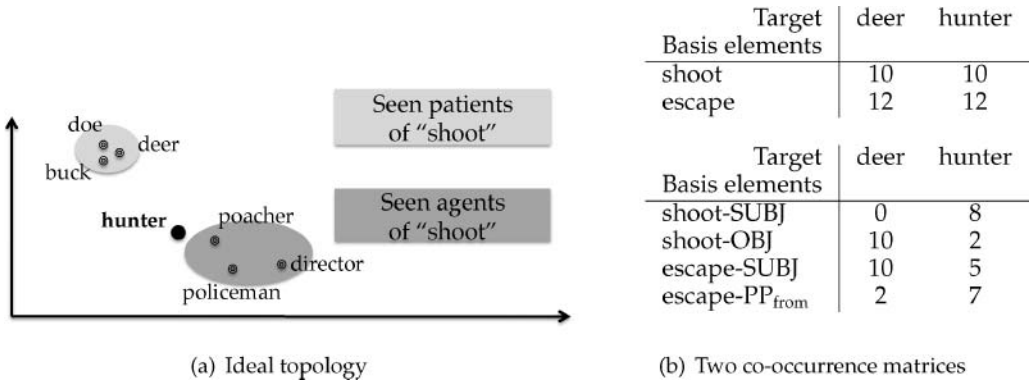 doe
deer
buck
hunter
poacher
director
policeman
Seen patients
of “shoot”
Seen agents
of “shoot”
(a) Ideal topology
Target deer hunter
Basis elements
shoot 10 10
escape 12 12
Target deer hunter
Basis elements
shoot-SUBJ 0 8
shoot-OBJ 10 2
escape-SUBJ 10 5
escape-PPfrom 2 7
(b) Two co-occurrence matrices